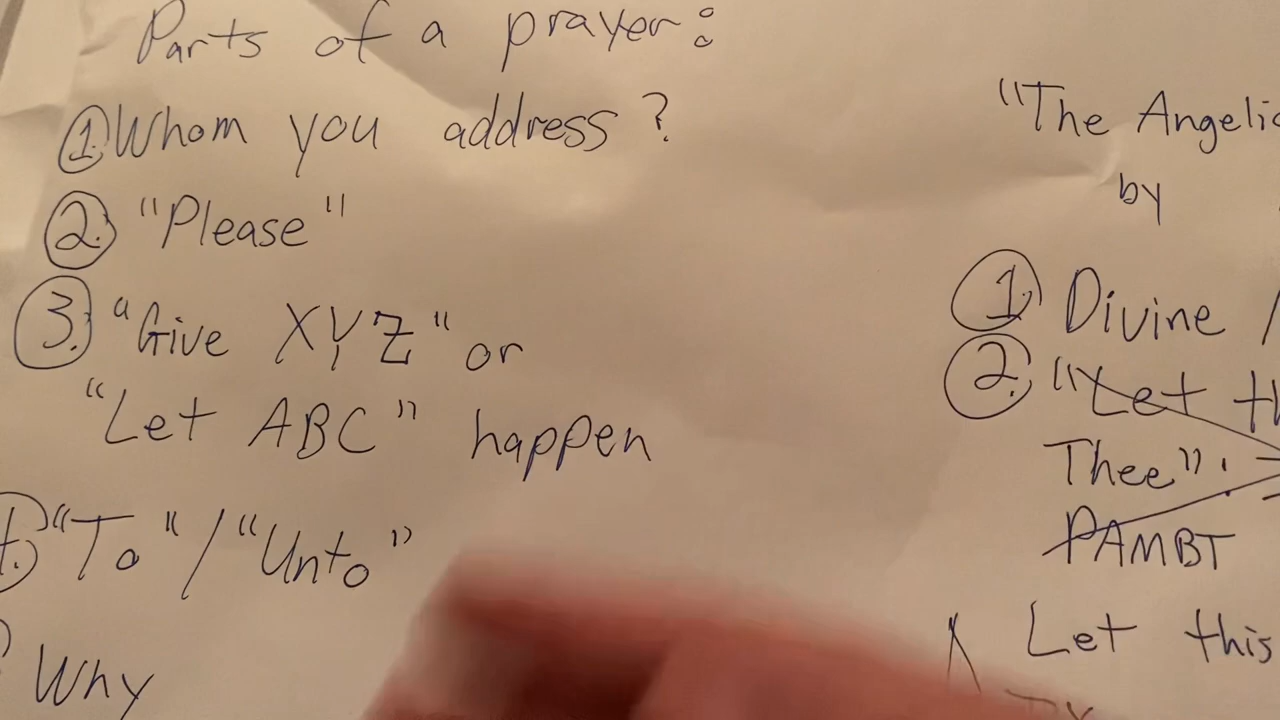 Parts of a prayer:
1. Whom you address?
2. "Please"
3. "Give XYZ" or
"Let ABC" happen
"To" / "Unto"
Why
"The Angelic
by
1. Divine
2. "Let th
Thee".
PAMBT
Let this